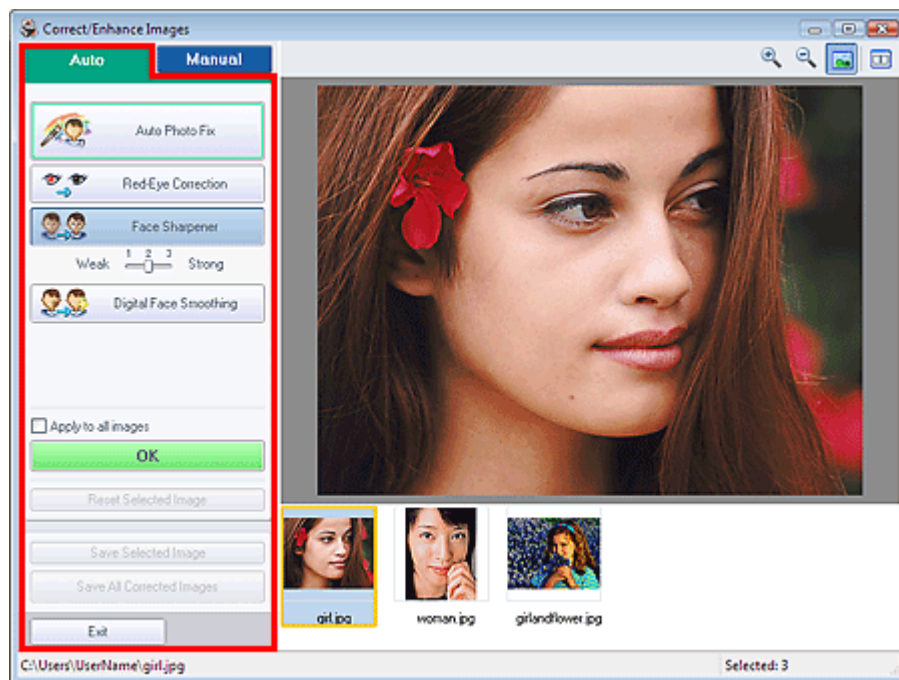 Correct/Enhance Images
Auto Manual
Auto Photo Fix
Red-Eye Correction
Face Sharpener
1 2 3
Weak Strong
Digital Face Smoothing
Apply to all images
OK
Reset Selected Image
Save Selected Image
Save All Corrected Images
Exit
girl.jpg woman.jpg girlandflower.jpg
C:\Users\UserName\girl.jpg Selected: 3